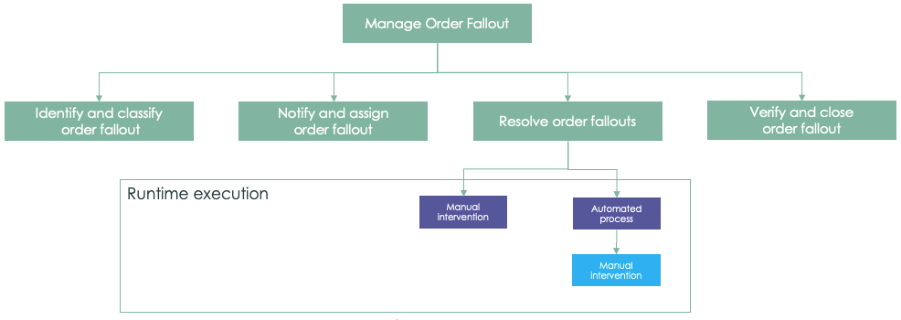 Manage Order Fallout
Identify and classify
order fallout
Notify and assign
order fallout
Resolve order fallouts
Verify and close
order fallout
Runtime execution
Manual
intervention
Automated
process
Manual
intervention